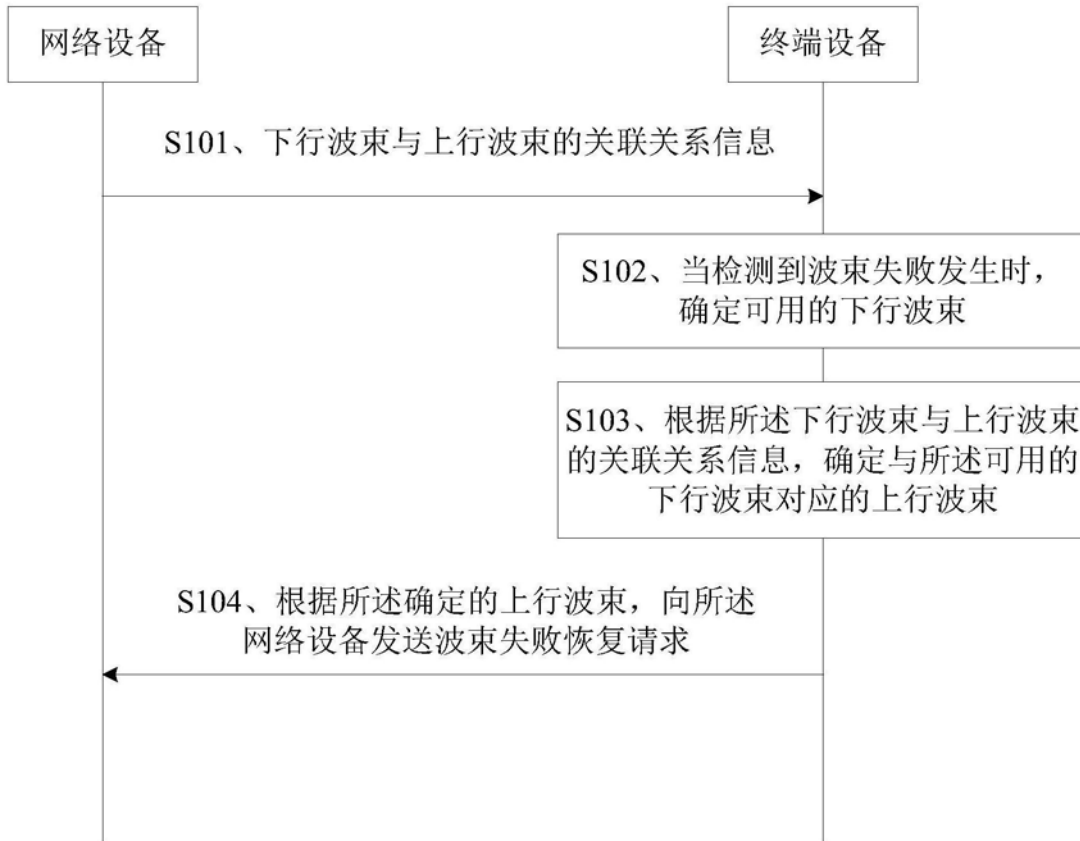 网络设备
终端设备
S101、下行波束与上行波束的关联关系信息
S102、当检测到波束失败发生时，
确定可用的下行波束
S103、根据所述下行波束与上行波束
的关联关系信息，确定与所述可用的
下行波束对应的上行波束
S104、根据所述确定的上行波束，向所述
网络设备发送波束失败恢复请求